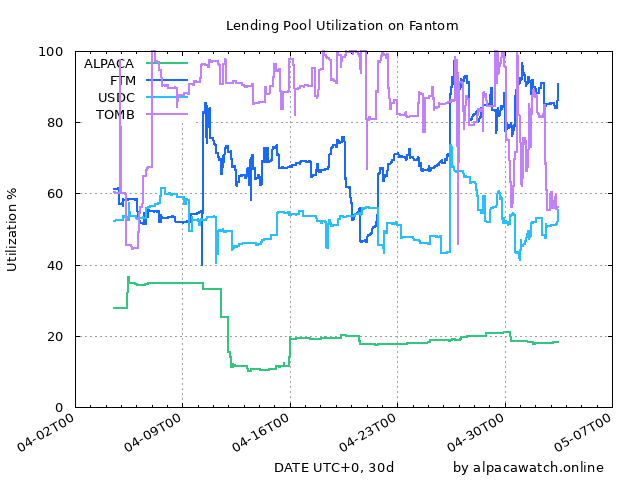 Lending Pool Utilization on Fantom
100
80
60
40
20
0
Utilization %
ALPACA
FTM
USDC
TOMB
04-02T00
04-09T00
04-16T00
04-23T00
04-30T00
05-07T00
DATE UTC+0, 30d
by alpacawatch.online